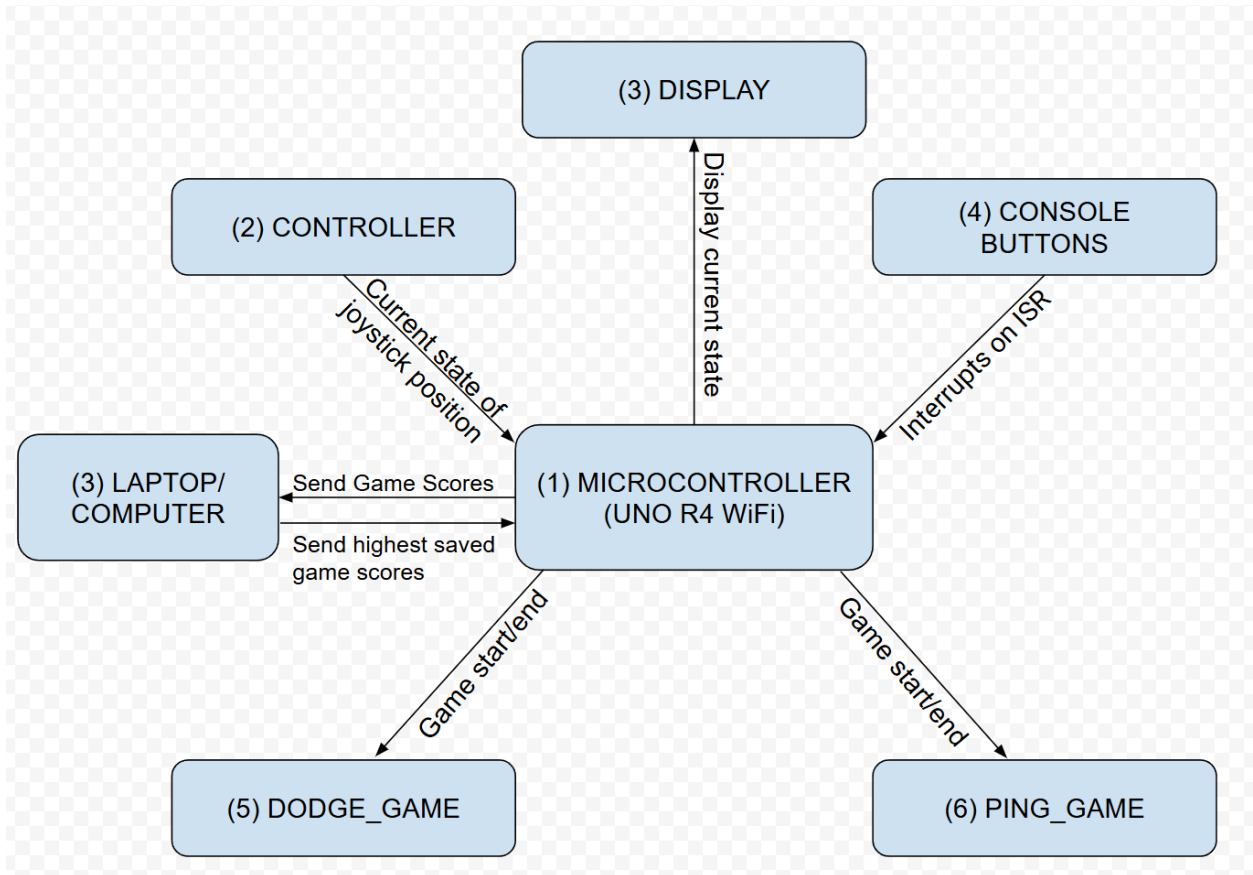 (3) DISPLAY
(2) CONTROLLER
(4) CONSOLE
BUTTONS
Current state of
joystick position
Display current state
Interrupts on ISR
(3) LAPTOP/
COMPUTER
Send Game Scores
Send highest saved
game scores
(1) MICROCONTROLLER
(UNO R4 WiFi)
Game start/end
Game start/end
(5) DODGE_GAME
(6) PING_GAME